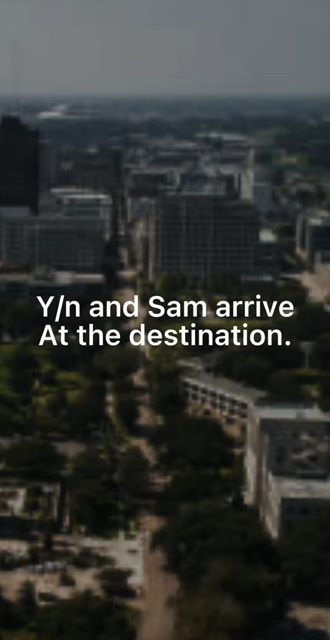 Y/n and Sam arrive
At the destination.